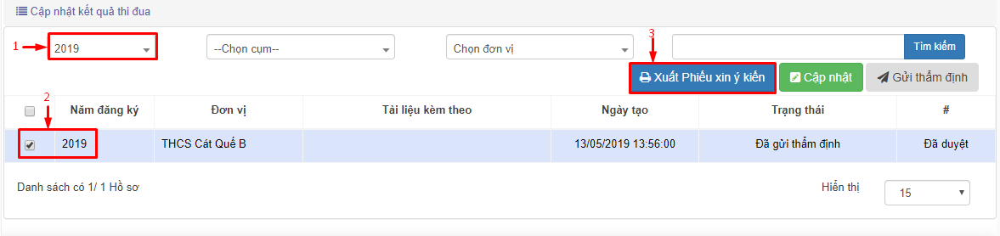 Cập nhật kết quả thi đua
1
2019
--Chọn cụm--
Chọn đơn vị
3
Tìm kiếm
Xuất Phiếu xin ý kiến
Cập nhật
Gửi thẩm định
2
Năm đăng ký
Đơn vị
Tài liệu kèm theo
Ngày tạo
Trạng thái
#
2019
THCS Cát Quế B
13/05/2019 13:56:00
Đã gửi thẩm định
Đã duyệt
Danh sách có 1/ 1 Hồ sơ
Hiển thị
15